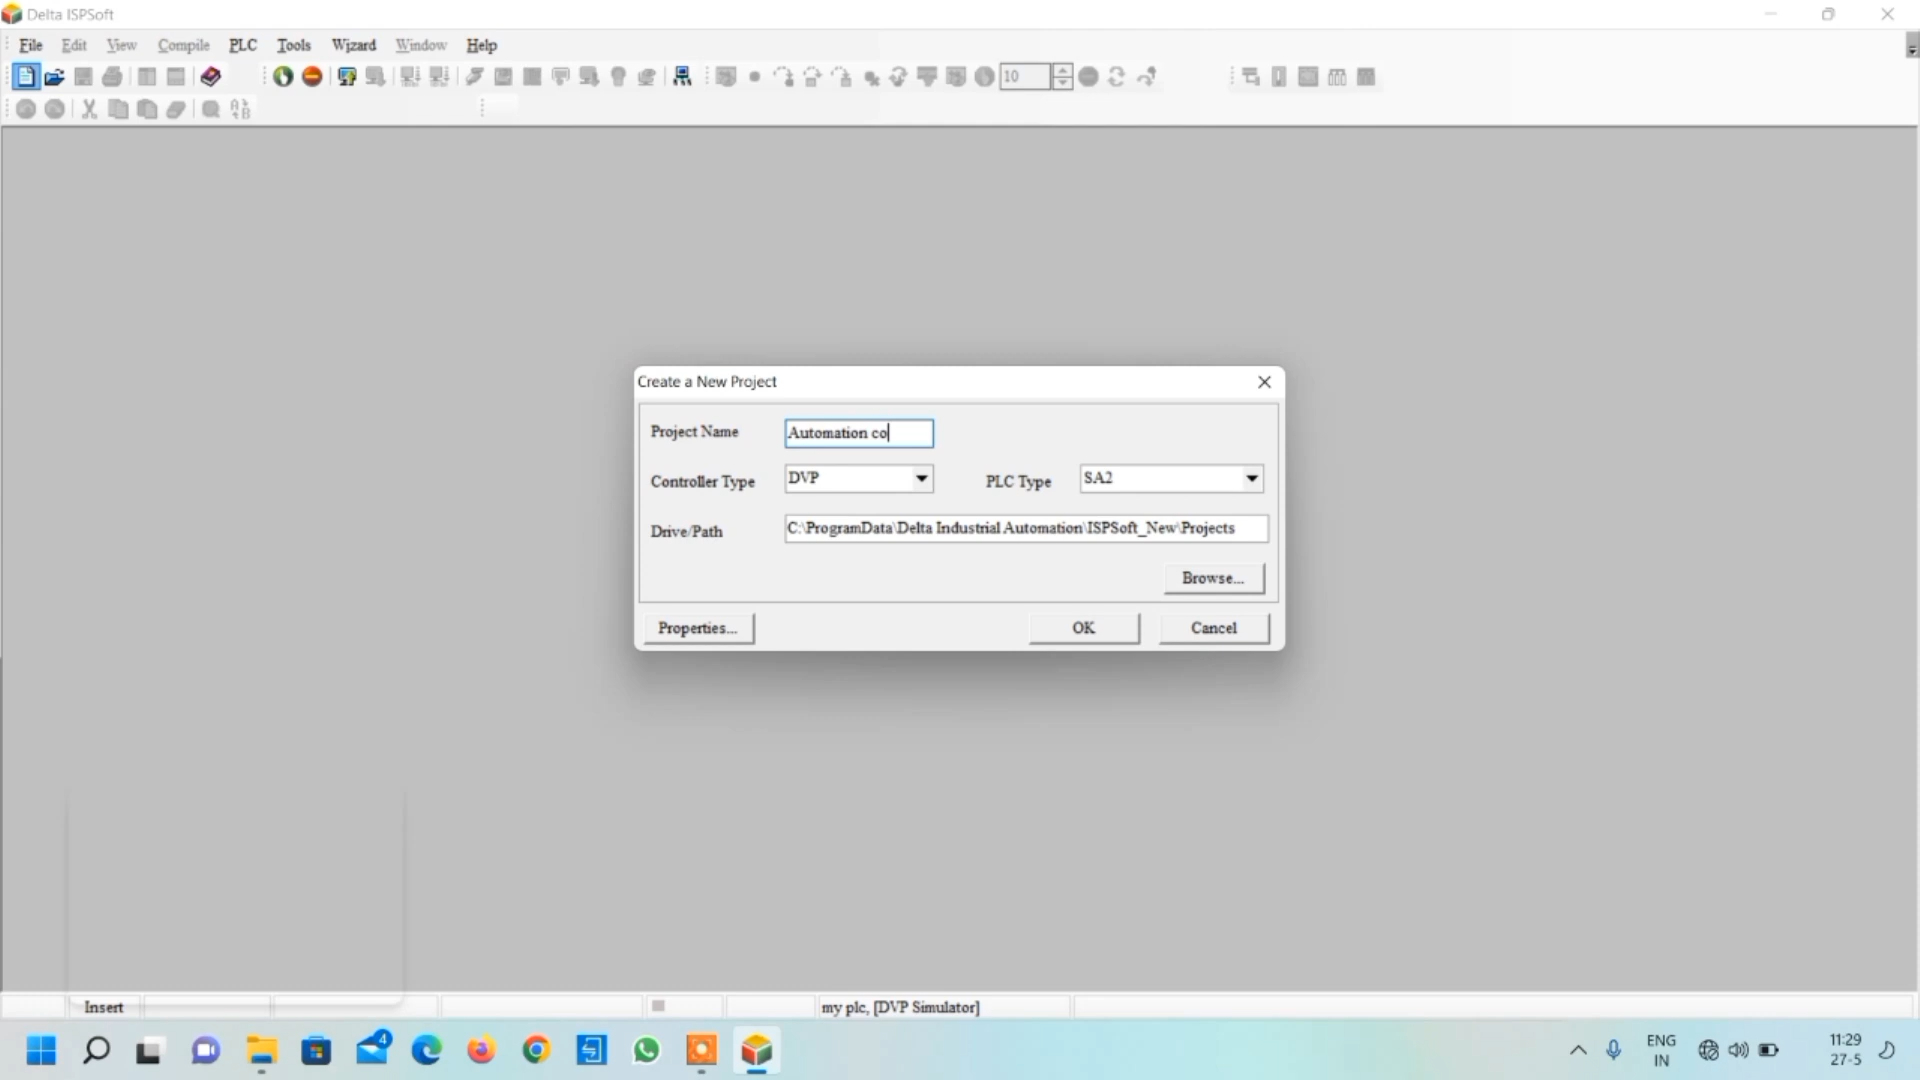 Delta ISPSoft
File Edit View Compile PLC Tools Wizard Window Help
10
Create a New Project
Project Name Automation co
Controller Type DVP PLC Type SA2
Drive/Path C:\ProgramData\Delta Industrial Automation\ISPSoft_New\Projects
Browse...
Properties... OK Cancel
Insert my plc, [DVP Simulator]
4
ENG 11:29
IN 27-5